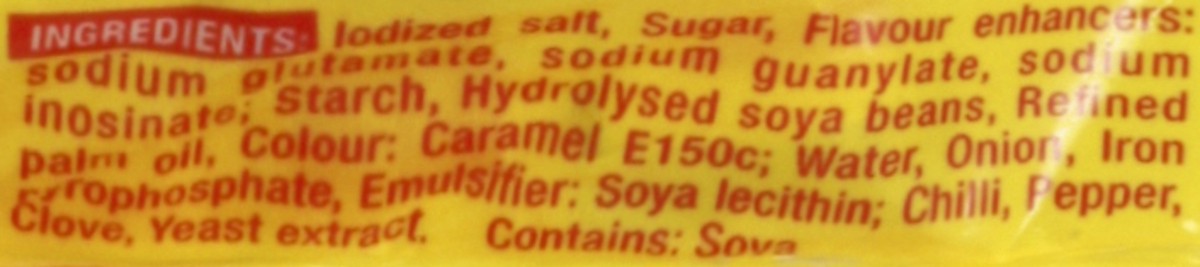 INGREDIENTS: Iodized salt, Sugar, Flavour enhancers:
sodium glutamate, sodium guanylate, sodium
inosinate; starch, Hydrolysed soya beans, Refined
palm oil, Colour: Caramel E150c; Water, Onion, Iron
Pyrophosphate, Emulsifier: Soya lecithin; Chilli, Pepper,
Clove, Yeast extract. Contains: Soya